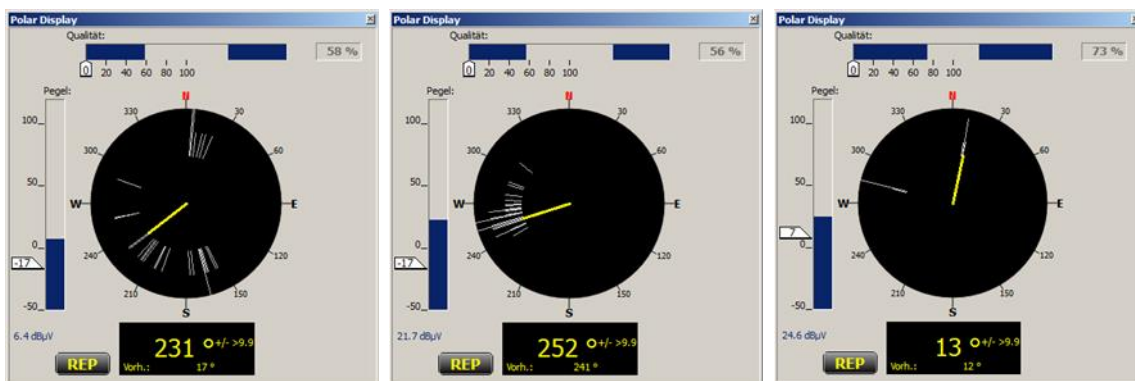 Polar Display
Qualität:
58 %
0 20 40 60 80 100
Pegel:
N
330 30
100
300 60
50
W E
0
-17
240 120
210 150
-50
S
6.4 dBµV
231 °+/- >9.9
REP
Vorh.: 17 °
Polar Display
Qualität:
56 %
0 20 40 60 80 100
Pegel:
N
330 30
100
300 60
50
W E
0
-17
240 120
210 150
-50
S
21.7 dBµV
252 °+/- >9.9
REP
Vorh.: 241 °
Polar Display
Qualität:
73 %
0 20 40 60 80 100
Pegel:
N
330 30
100
300 60
50
W E
7
0
240 120
210 150
-50
S
24.6 dBµV
13 °+/- >9.9
REP
Vorh.: 12 °